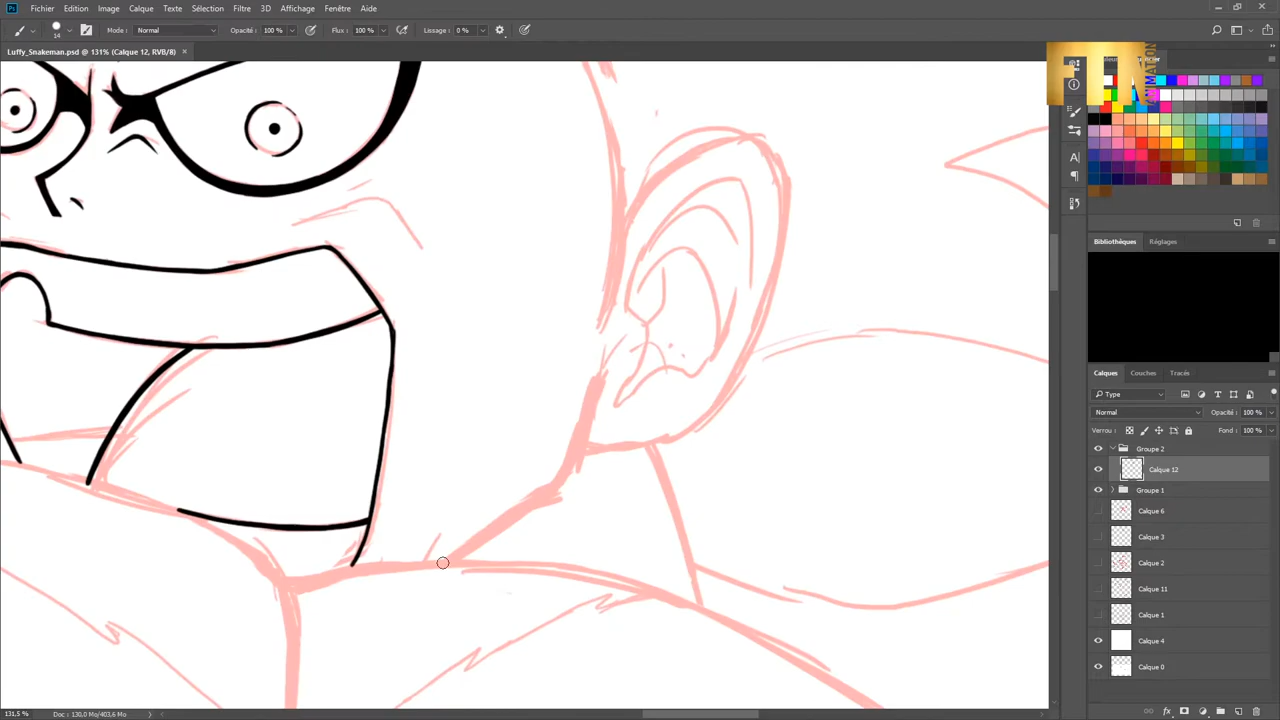 Fichier Edition Image Calque Texte Sélection Filtre 3D Affichage Fenêtre Aide
14 Mode : Normal Opacité : 100 % Flux : 100 % Lissage : 0 %
Luffy_Snakeman.psd @ 131% (Calque 12, RVB/8) ×
FAN
ANIMATION
Bibliothèques Réglages
Calques Couches Tracés
Type
Normal Opacité : 100 %
Verrou : Fond : 100 %
Groupe 2
Calque 12
Groupe 1
Calque 6
Calque 3
Calque 2
Calque 11
Calque 1
Calque 4
Calque 0
131,5 % Doc : 130,0 Mo/403,6 Mo